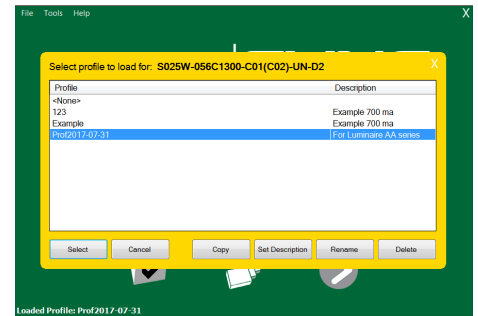 File Tools Help X
Select profile to load for: S025W-056C1300-C01(C02)-UN-D2 X
Profile Description
<None>
123 Example 700 ma
Example Example 700 ma
Prof2017-07-31 For Luminaire AA series
Select Cancel Copy Set Description Rename Delete
Loaded Profile: Prof2017-07-31